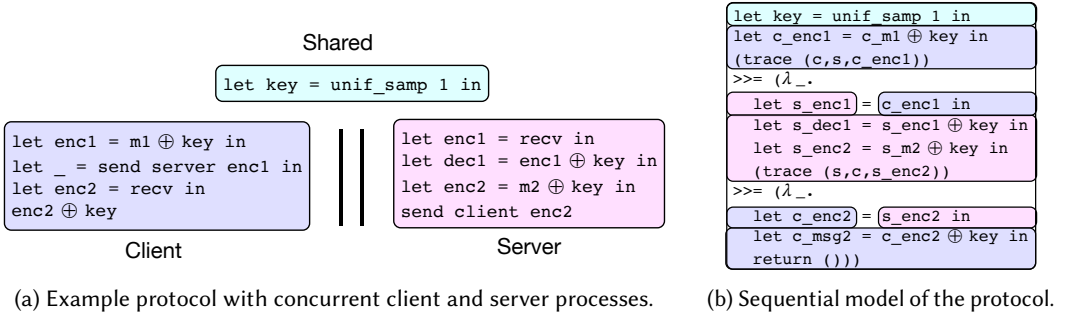 Shared
let key = unif_samp 1 in
let enc1 = m1 ⊕ key in
let _ = send server enc1 in
let enc2 = recv in
enc2 ⊕ key
Client
let enc1 = recv in
let dec1 = enc1 ⊕ key in
let enc2 = m2 ⊕ key in
send client enc2
Server
(a) Example protocol with concurrent client and server processes.
let key = unif_samp 1 in
let c_enc1 = c_m1 ⊕ key in
(trace (c,s,c_enc1))
>>= (λ_.
let s_enc1 = c_enc1 in
let s_dec1 = s_enc1 ⊕ key in
let s_enc2 = s_m2 ⊕ key in
(trace (s,c,s_enc2))
>>= (λ_.
let c_enc2 = s_enc2 in
let c_msg2 = c_enc2 ⊕ key in
return ()))
(b) Sequential model of the protocol.